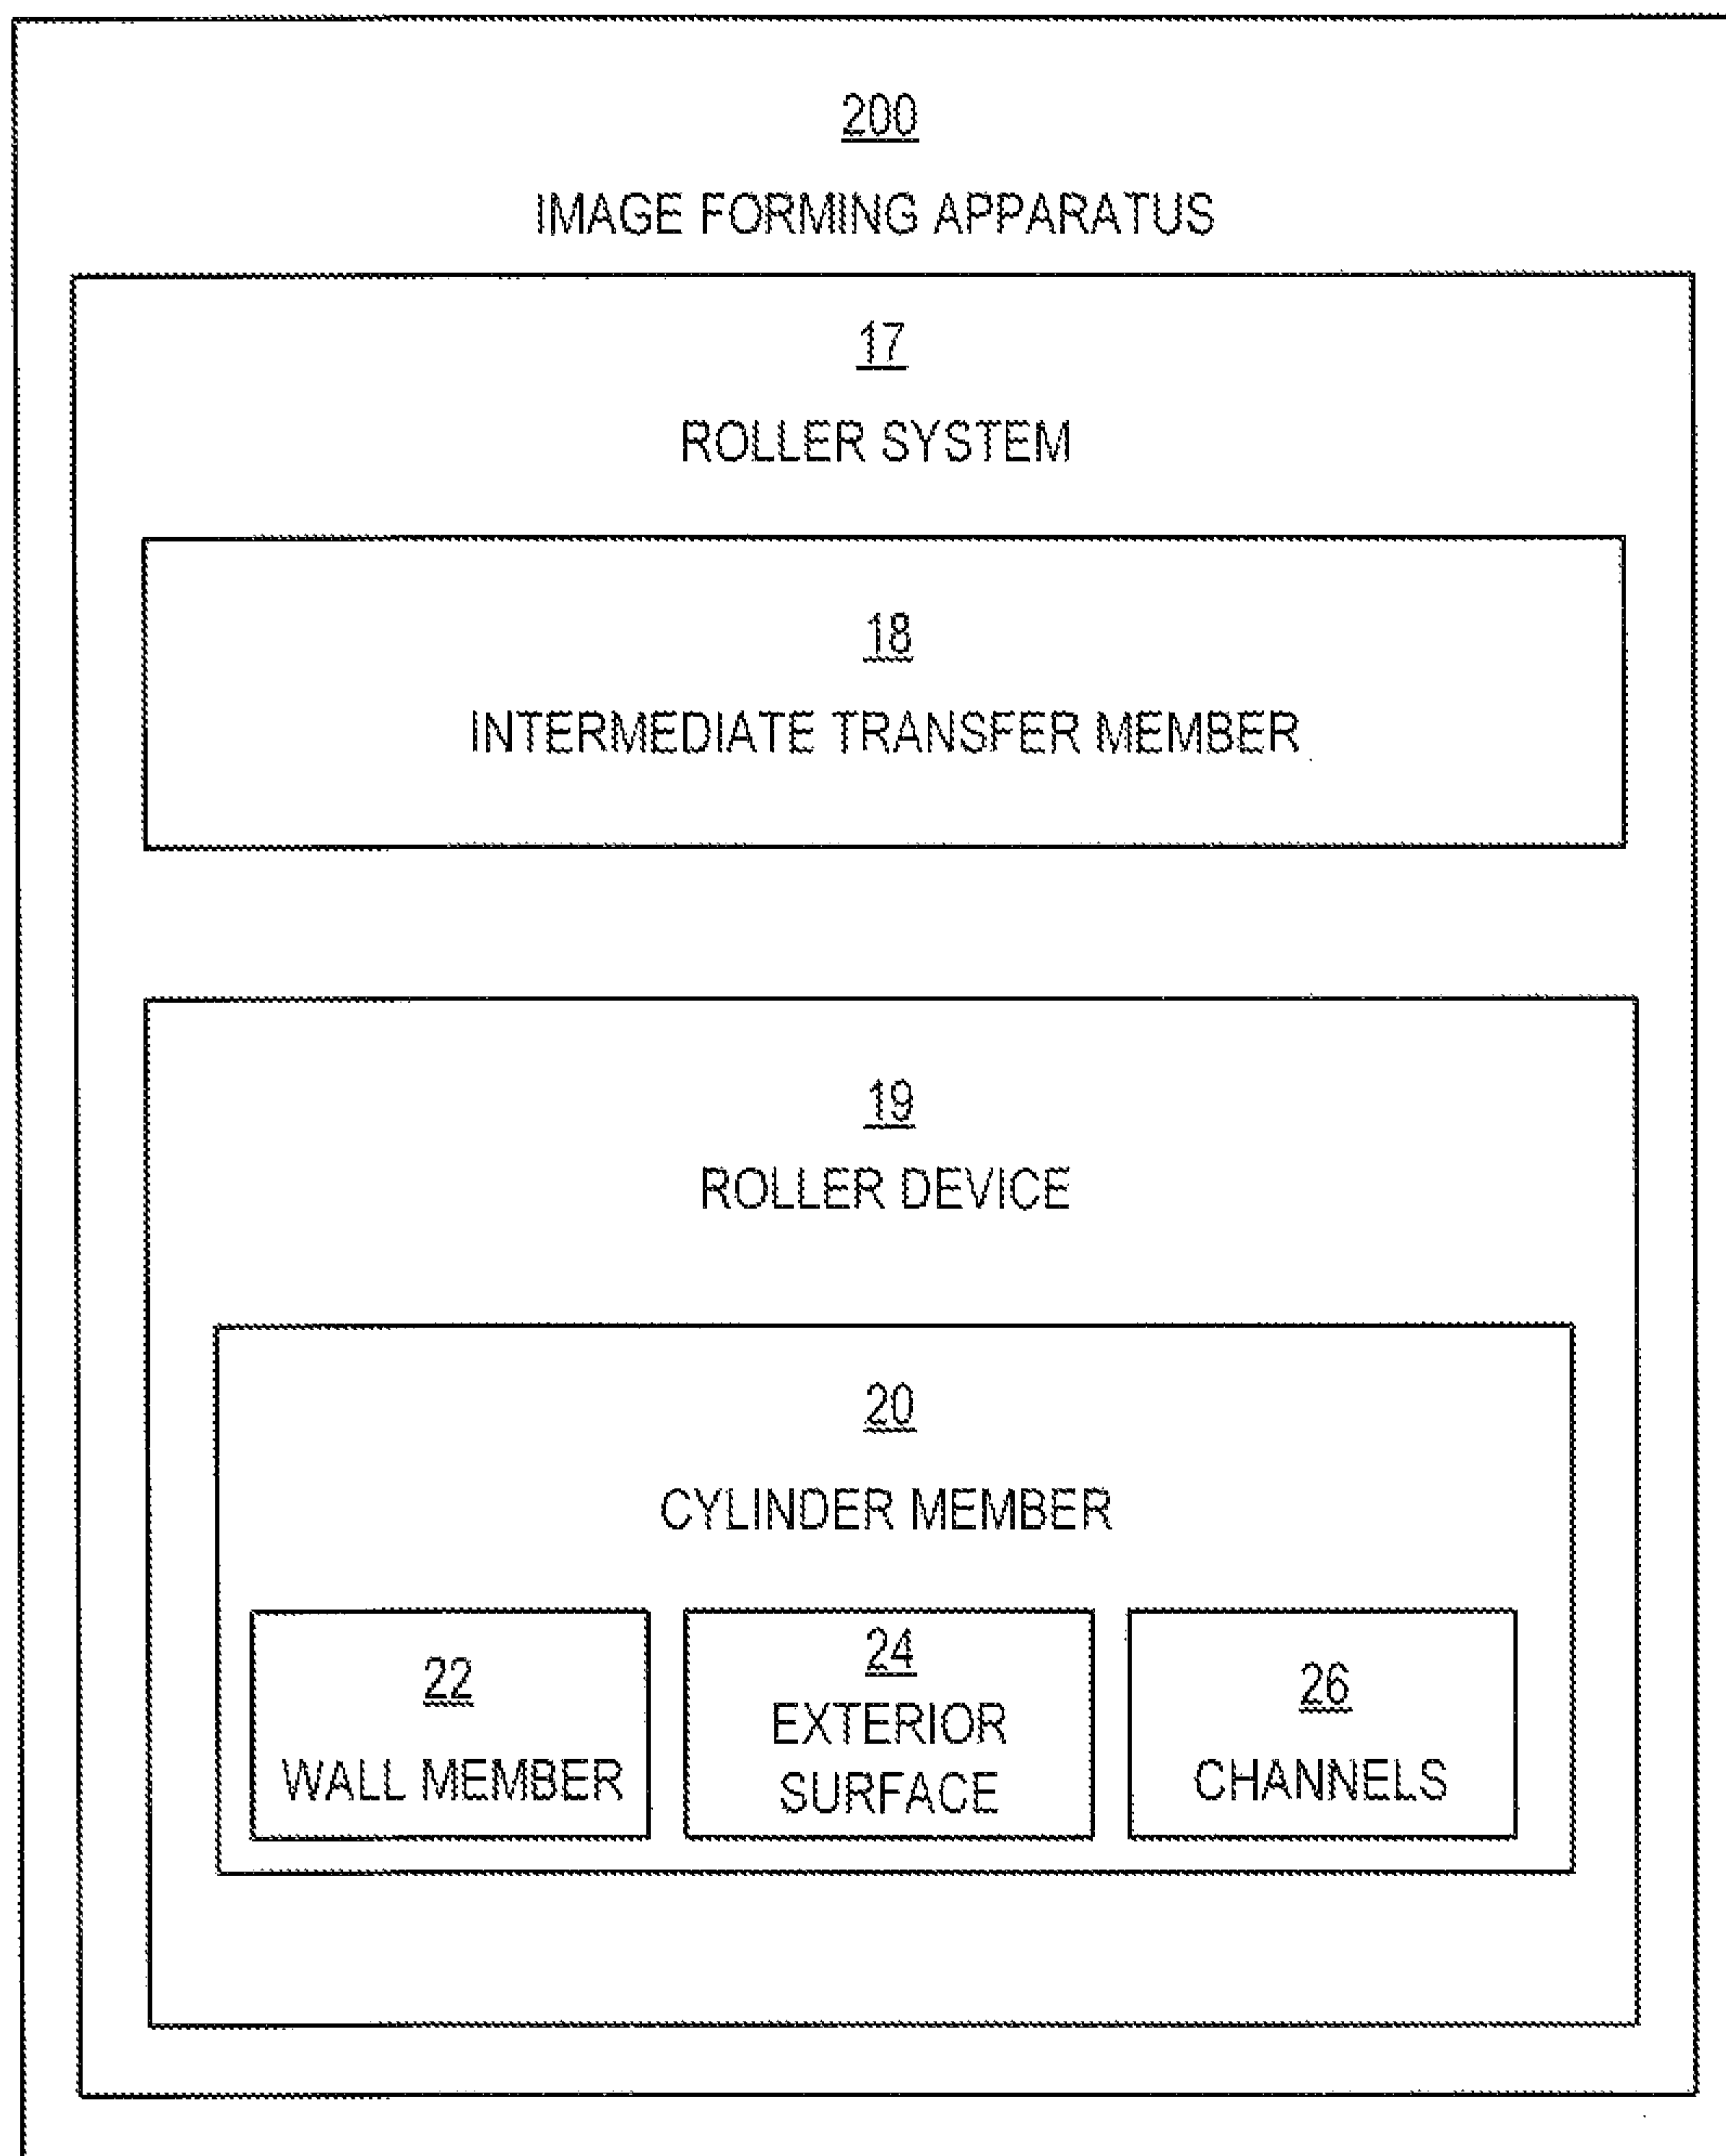 200
IMAGE FORMING APPARATUS
17
ROLLER SYSTEM
18
INTERMEDIATE TRANSFER MEMBER
19
ROLLER DEVICE
20
CYLINDER MEMBER
22
WALL MEMBER
24
EXTERIOR
SURFACE
26
CHANNELS